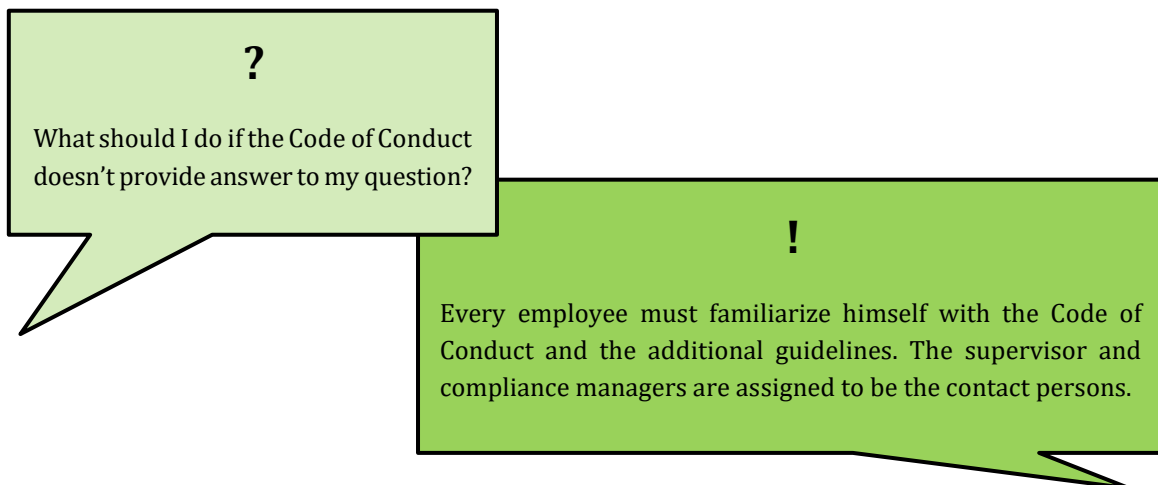 ?
What should I do if the Code of Conduct
doesn’t provide answer to my question?
!
Every employee must familiarize himself with the Code of
Conduct and the additional guidelines. The supervisor and
compliance managers are assigned to be the contact persons.